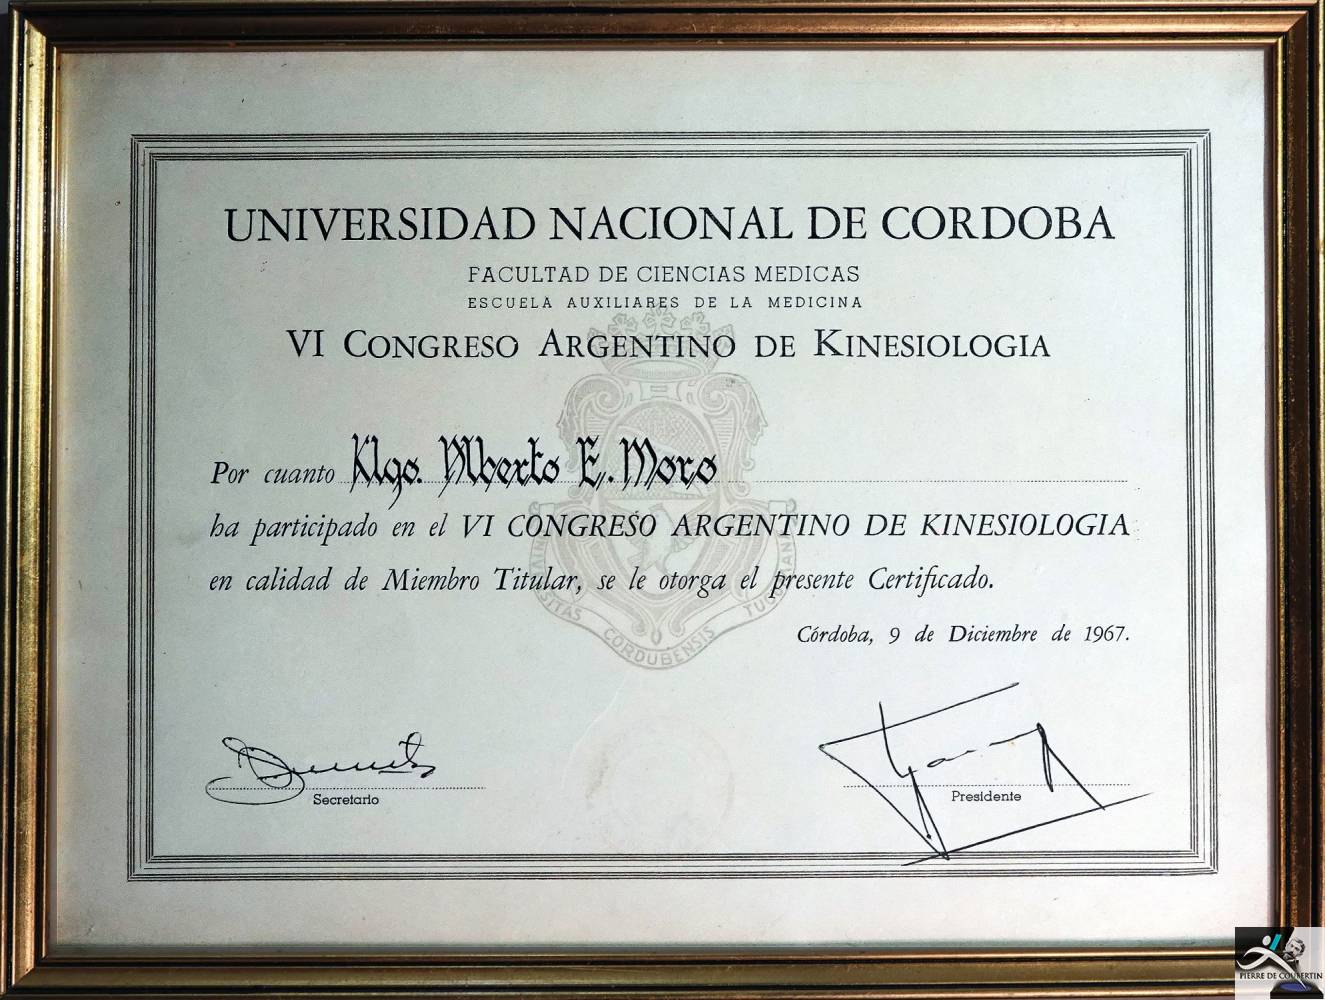 UNIVERSIDAD NACIONAL DE CORDOBA
FACULTAD DE CIENCIAS MEDICAS
ESCUELA AUXILIARES DE LA MEDICINA
VI CONGRESO ARGENTINO DE KINESIOLOGIA
Por cuanto Klgo. Alberto E. Moro
ha participado en el VI CONGRESO ARGENTINO DE KINESIOLOGIA
en calidad de Miembro Titular, se le otorga el presente Certificado.
CORDUBENSIS
Córdoba, 9 de Diciembre de 1967.
Secretario
Presidente
PIERRE DE COUBERTIN